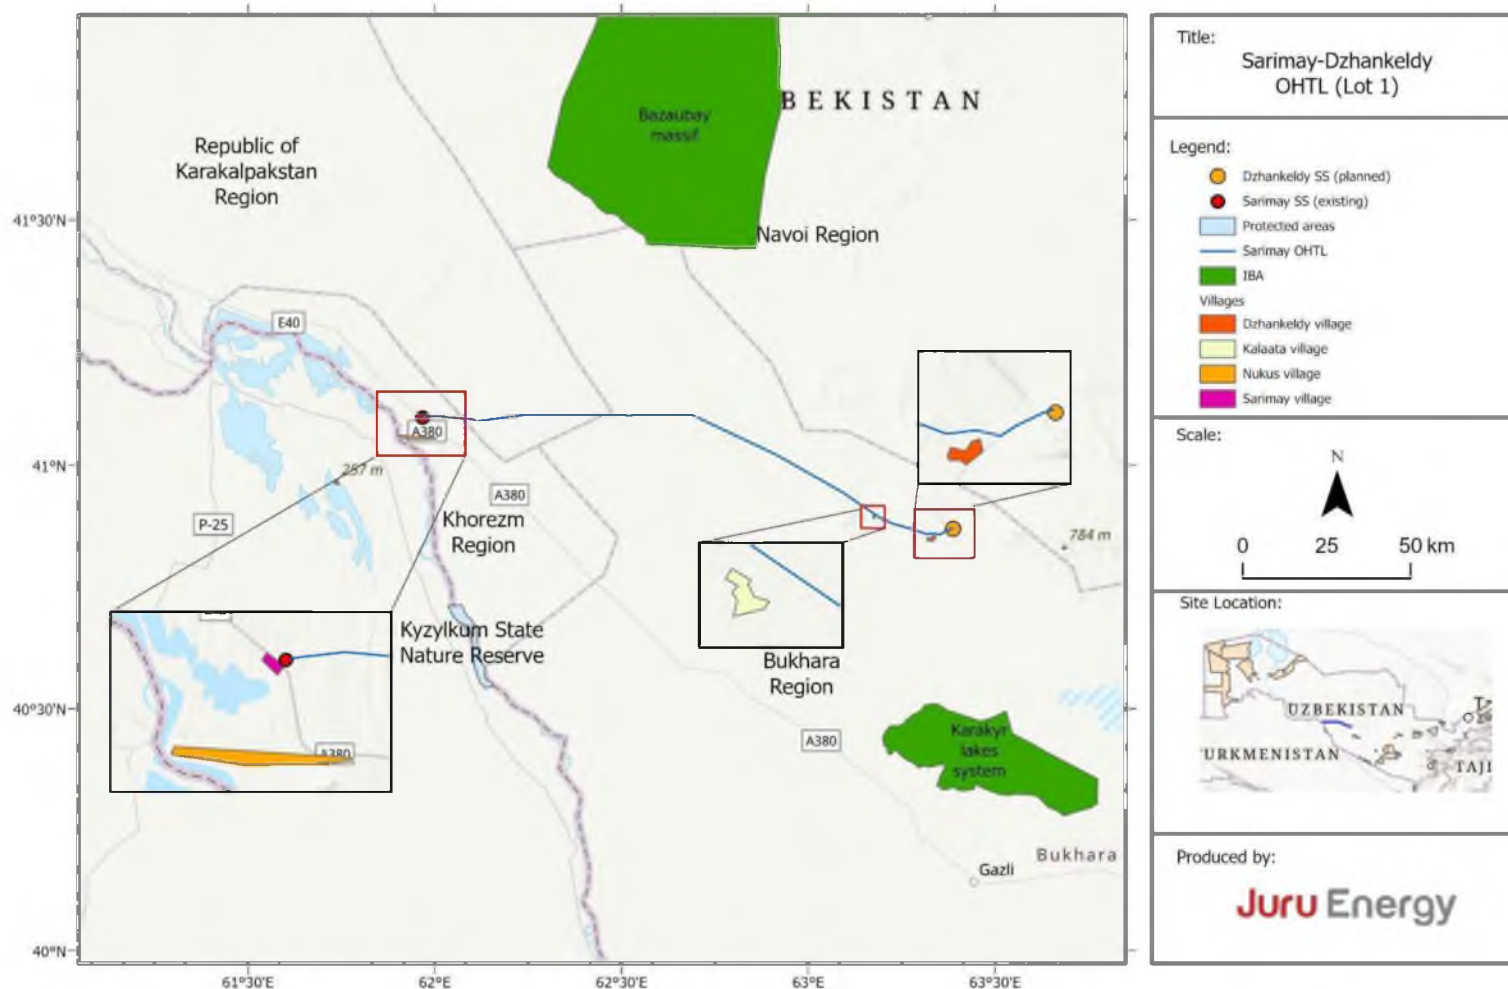 BEKISTAN
Bazaubay
massif
Republic of
Karakalpakstan
Region
41°30'N
Navoi Region
E40
A380
41°N
257 m
A380
P-25
Khorezm
Region
784 m
Kyzylkum State
Nature Reserve
A380
Bukhara
Region
40°30'N
Karakyr
lakes
system
A380
Gazli
Bukhara
40°N
61°30'E
62°E
62°30'E
63°E
63°30'E
Title:
Sarimay-Dzhankeldy
OHTL (Lot 1)
Legend:
Dzhankeldy SS (planned)
Sarimay SS (existing)
Protected areas
Sarimay OHTL
IBA
Villages
Dzhankeldy village
Kalaata village
Nukus village
Sarimay village
Scale:
N
0 25 50 km
Site Location:
UZBEKISTAN
URKMENISTAN
TAJI
Produced by:
Juru Energy